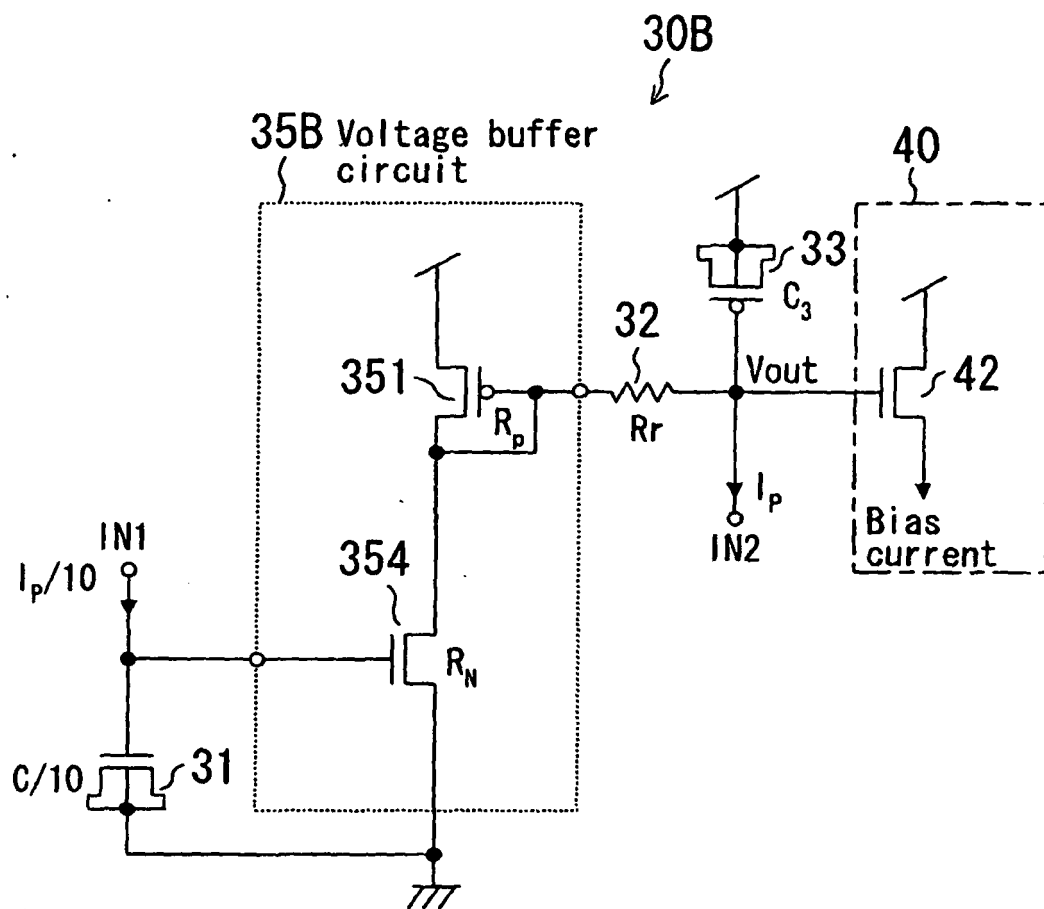 30B
35B Voltage buffer
circuit
40
33
C3
32
351
Vout
42
Rp
Rr
Ip
IN1
IN2
Bias
current
Ip/10
354
RN
C/10
31